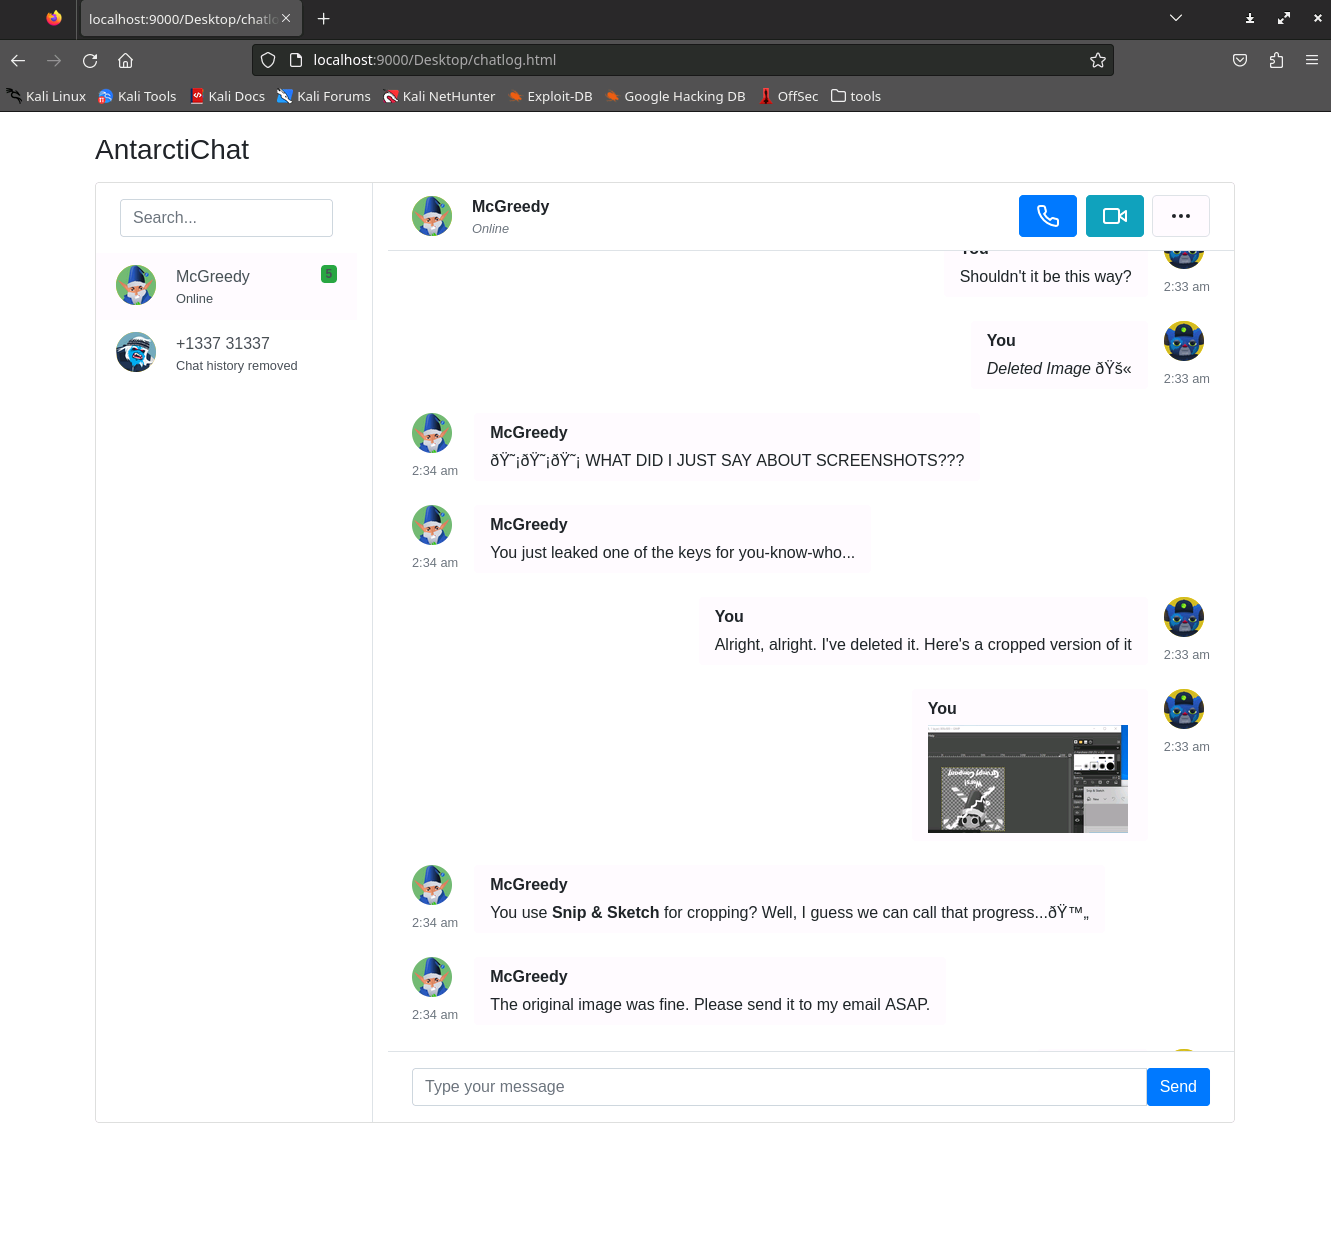 localhost:9000/Desktop/chatlo
localhost:9000/Desktop/chatlog.html
Kali Linux Kali Tools Kali Docs Kali Forums Kali NetHunter Exploit-DB Google Hacking DB OffSec tools
AntarctiChat
Search...
McGreedy
5
Online
+1337 31337
Chat history removed
McGreedy
Online
You
Shouldn't it be this way?
2:33 am
You
Deleted Image ðŸš«
2:33 am
McGreedy
ðŸ˜¡ðŸ˜¡ðŸ˜¡ WHAT DID I JUST SAY ABOUT SCREENSHOTS???
2:34 am
McGreedy
You just leaked one of the keys for you-know-who...
2:34 am
You
Alright, alright. I've deleted it. Here's a cropped version of it
2:33 am
You
2:33 am
McGreedy
You use Snip & Sketch for cropping? Well, I guess we can call that progress...ðŸ™„
2:34 am
McGreedy
The original image was fine. Please send it to my email ASAP.
2:34 am
Type your message
Send